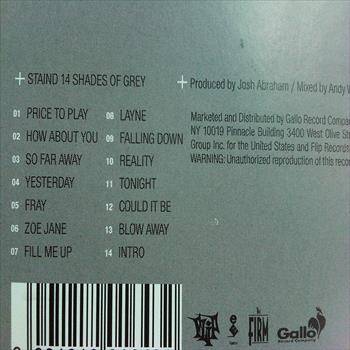 STAIND 14 SHADES OF GREY
01 PRICE TO PLAY
02 HOW ABOUT YOU
03 SO FAR AWAY
04 YESTERDAY
05 FRAY
06 ZOE JANE
07 FILL ME UP
08 LAYNE
09 FALLING DOWN
10 REALITY
11 TONIGHT
12 COULD IT BE
13 BLOW AWAY
14 INTRO
Produced by Josh Abraham / Mixed by Andy W
Marketed and Distributed by Gallo Record Compa
NY 10019 Pinnacle Building 3400 West Olive
Group Inc. for the United States and Flip Records
WARNING: Unauthorized reproduction of this reco
FLIP
THE FIRM
Gallo
Record Company